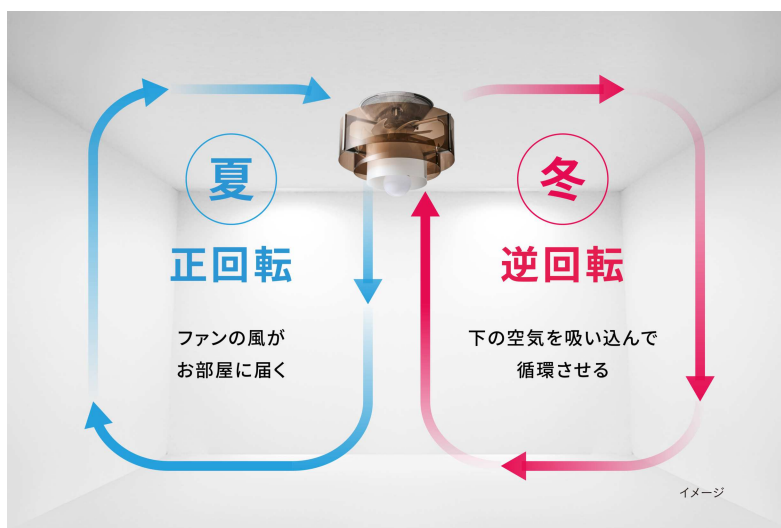 夏
正回転
ファンの風が
お部屋に届く
冬
逆回転
下の空気を吸い込んで
循環させる
イメージ